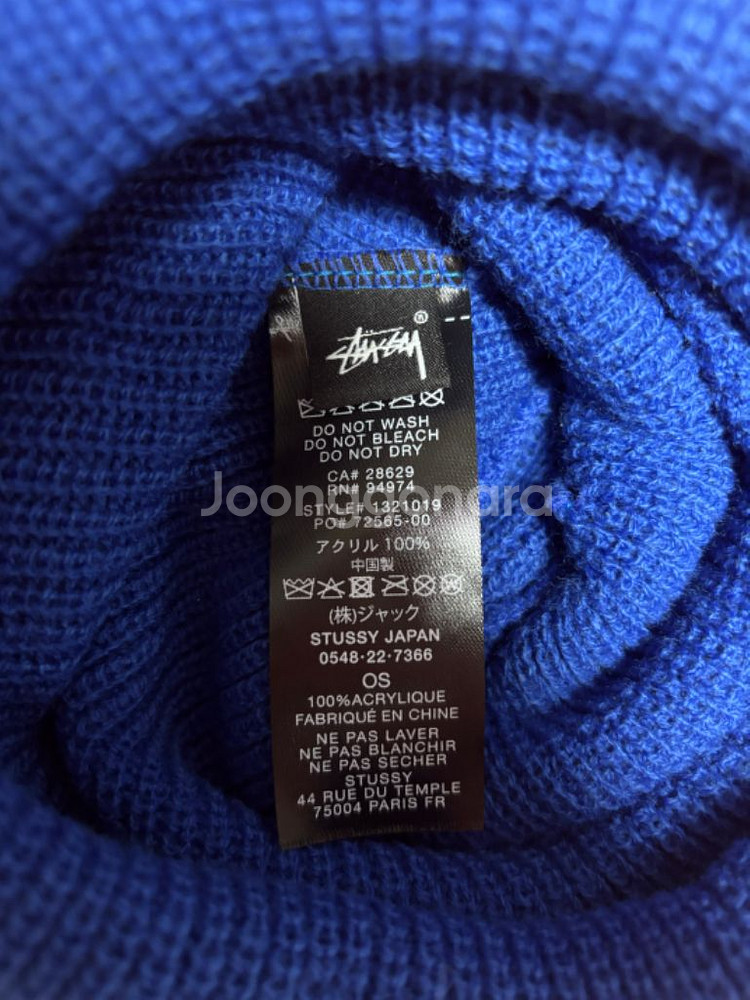 STÜSSY®
DO NOT WASH
DO NOT BLEACH
DO NOT DRY
CA# 28629
RN# 94974
Joonggonara
STYLE# 1321019
PO# 72565-00
アクリル 100%
中国製
(株)ジャック
STUSSY JAPAN
0548·22·7366
OS
100%ACRYLIQUE
FABRIQUÉ EN CHINE
NE PAS LAVER
NE PAS BLANCHIR
NE PAS SECHER
STUSSY
44 RUE DU TEMPLE
75004 PARIS FR